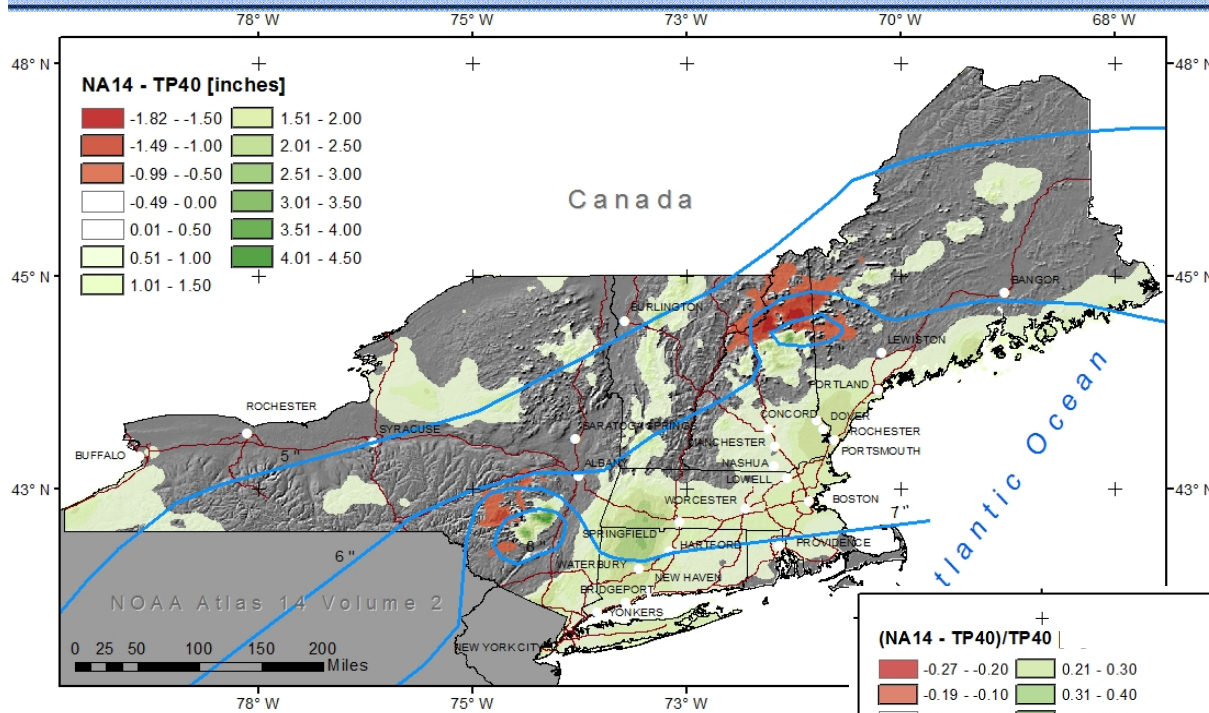 78° W 75° W 73° W 70° W 68° W
48° N 48° N
NA14 - TP40 [inches]
-1.82 - -1.50 1.51 - 2.00
-1.49 - -1.00 2.01 - 2.50
-0.99 - -0.50 2.51 - 3.00
-0.49 - 0.00 3.01 - 3.50
0.01 - 0.50 3.51 - 4.00
0.51 - 1.00 4.01 - 4.50
1.01 - 1.50
Canada
45° N 45° N
BANGOR
BURLINGTON
LEWISTON
PORTLAND
ROCHESTER
CONCORD DOVER
SYRACUSE SARATOGA SPRINGS ROCHESTER
MANCHESTER PORTSMOUTH
BUFFALO
5"
ALBANY NASHUA
LOWELL
43° N 43° N
WORCESTER BOSTON
7"
SPRINGFIELD
HARTFORD PROVIDENCE
8"
6"
WATERBURY
NEW HAVEN
BRIDGEPORT
tlantic Ocean
NOAA Atlas 14 Volume 2
YONKERS
NEW YORK CITY
0 25 50 100 150 200
Miles
(NA14 - TP40)/TP40
-0.27 - -0.20 0.21 - 0.30
-0.19 - -0.10 0.31 - 0.40
78° W 75° W 73° W